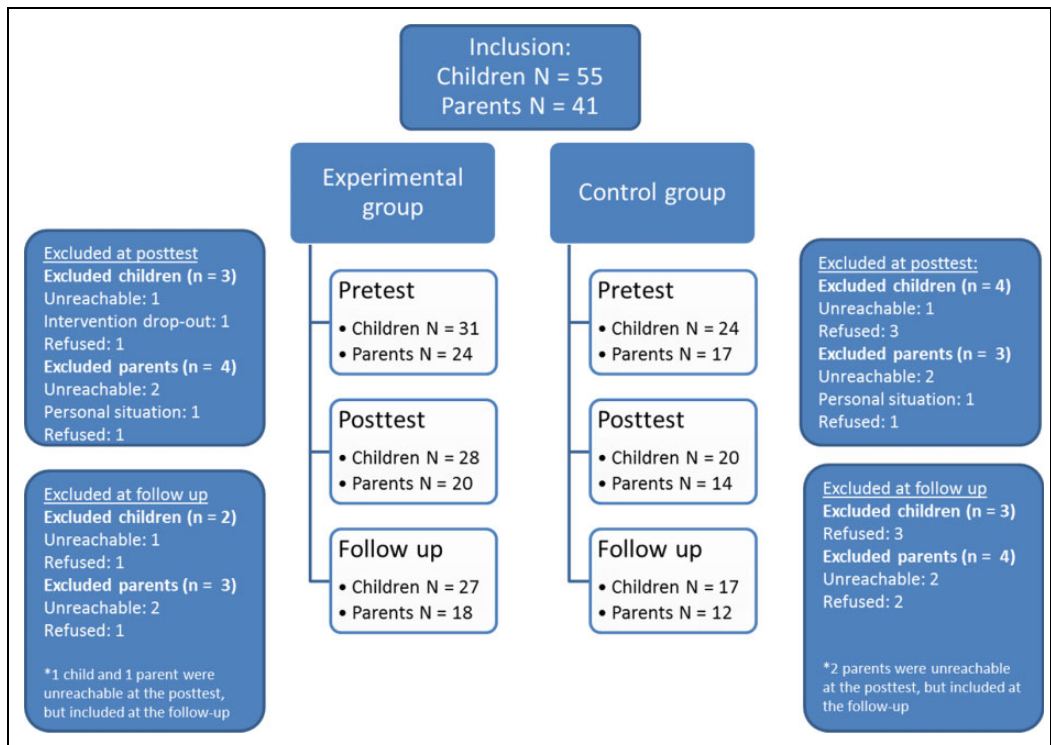 Inclusion:
Children N = 55
Parents N = 41
Experimental
group
Control group
Excluded at posttest
Excluded children (n = 3)
Unreachable: 1
Intervention drop-out: 1
Refused: 1
Excluded parents (n =  4)
Unreachable: 2
Personal situation: 1
Refused: 1
Pretest
• Children N = 31
• Parents N = 24
Pretest
• Children N = 24
• Parents N = 17
Excluded at posttest:
Excluded children (n = 4)
Unreachable: 1
Refused: 3
Excluded parents (n =  3)
Unreachable: 2
Personal situation: 1
Refused: 1
Posttest
• Children N = 28
• Parents N = 20
Posttest
• Children N = 20
• Parents N = 14
Excluded at follow up
Excluded children (n = 2)
Unreachable: 1
Refused: 1
Excluded parents (n =  3)
Unreachable: 2
Refused: 1
*1 child and 1 parent were
unreachable at the posttest,
but included at the follow-up
Follow up
• Children N = 27
• Parents N = 18
Follow up
• Children N = 17
• Parents N = 12
Excluded at follow up
Excluded children (n = 3)
Refused: 3
Excluded parents (n = 4)
Unreachable: 2
Refused: 2
*2 parents were unreachable
at the posttest, but included at
the follow-up